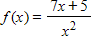 f(x) = (7x + 5) / x²